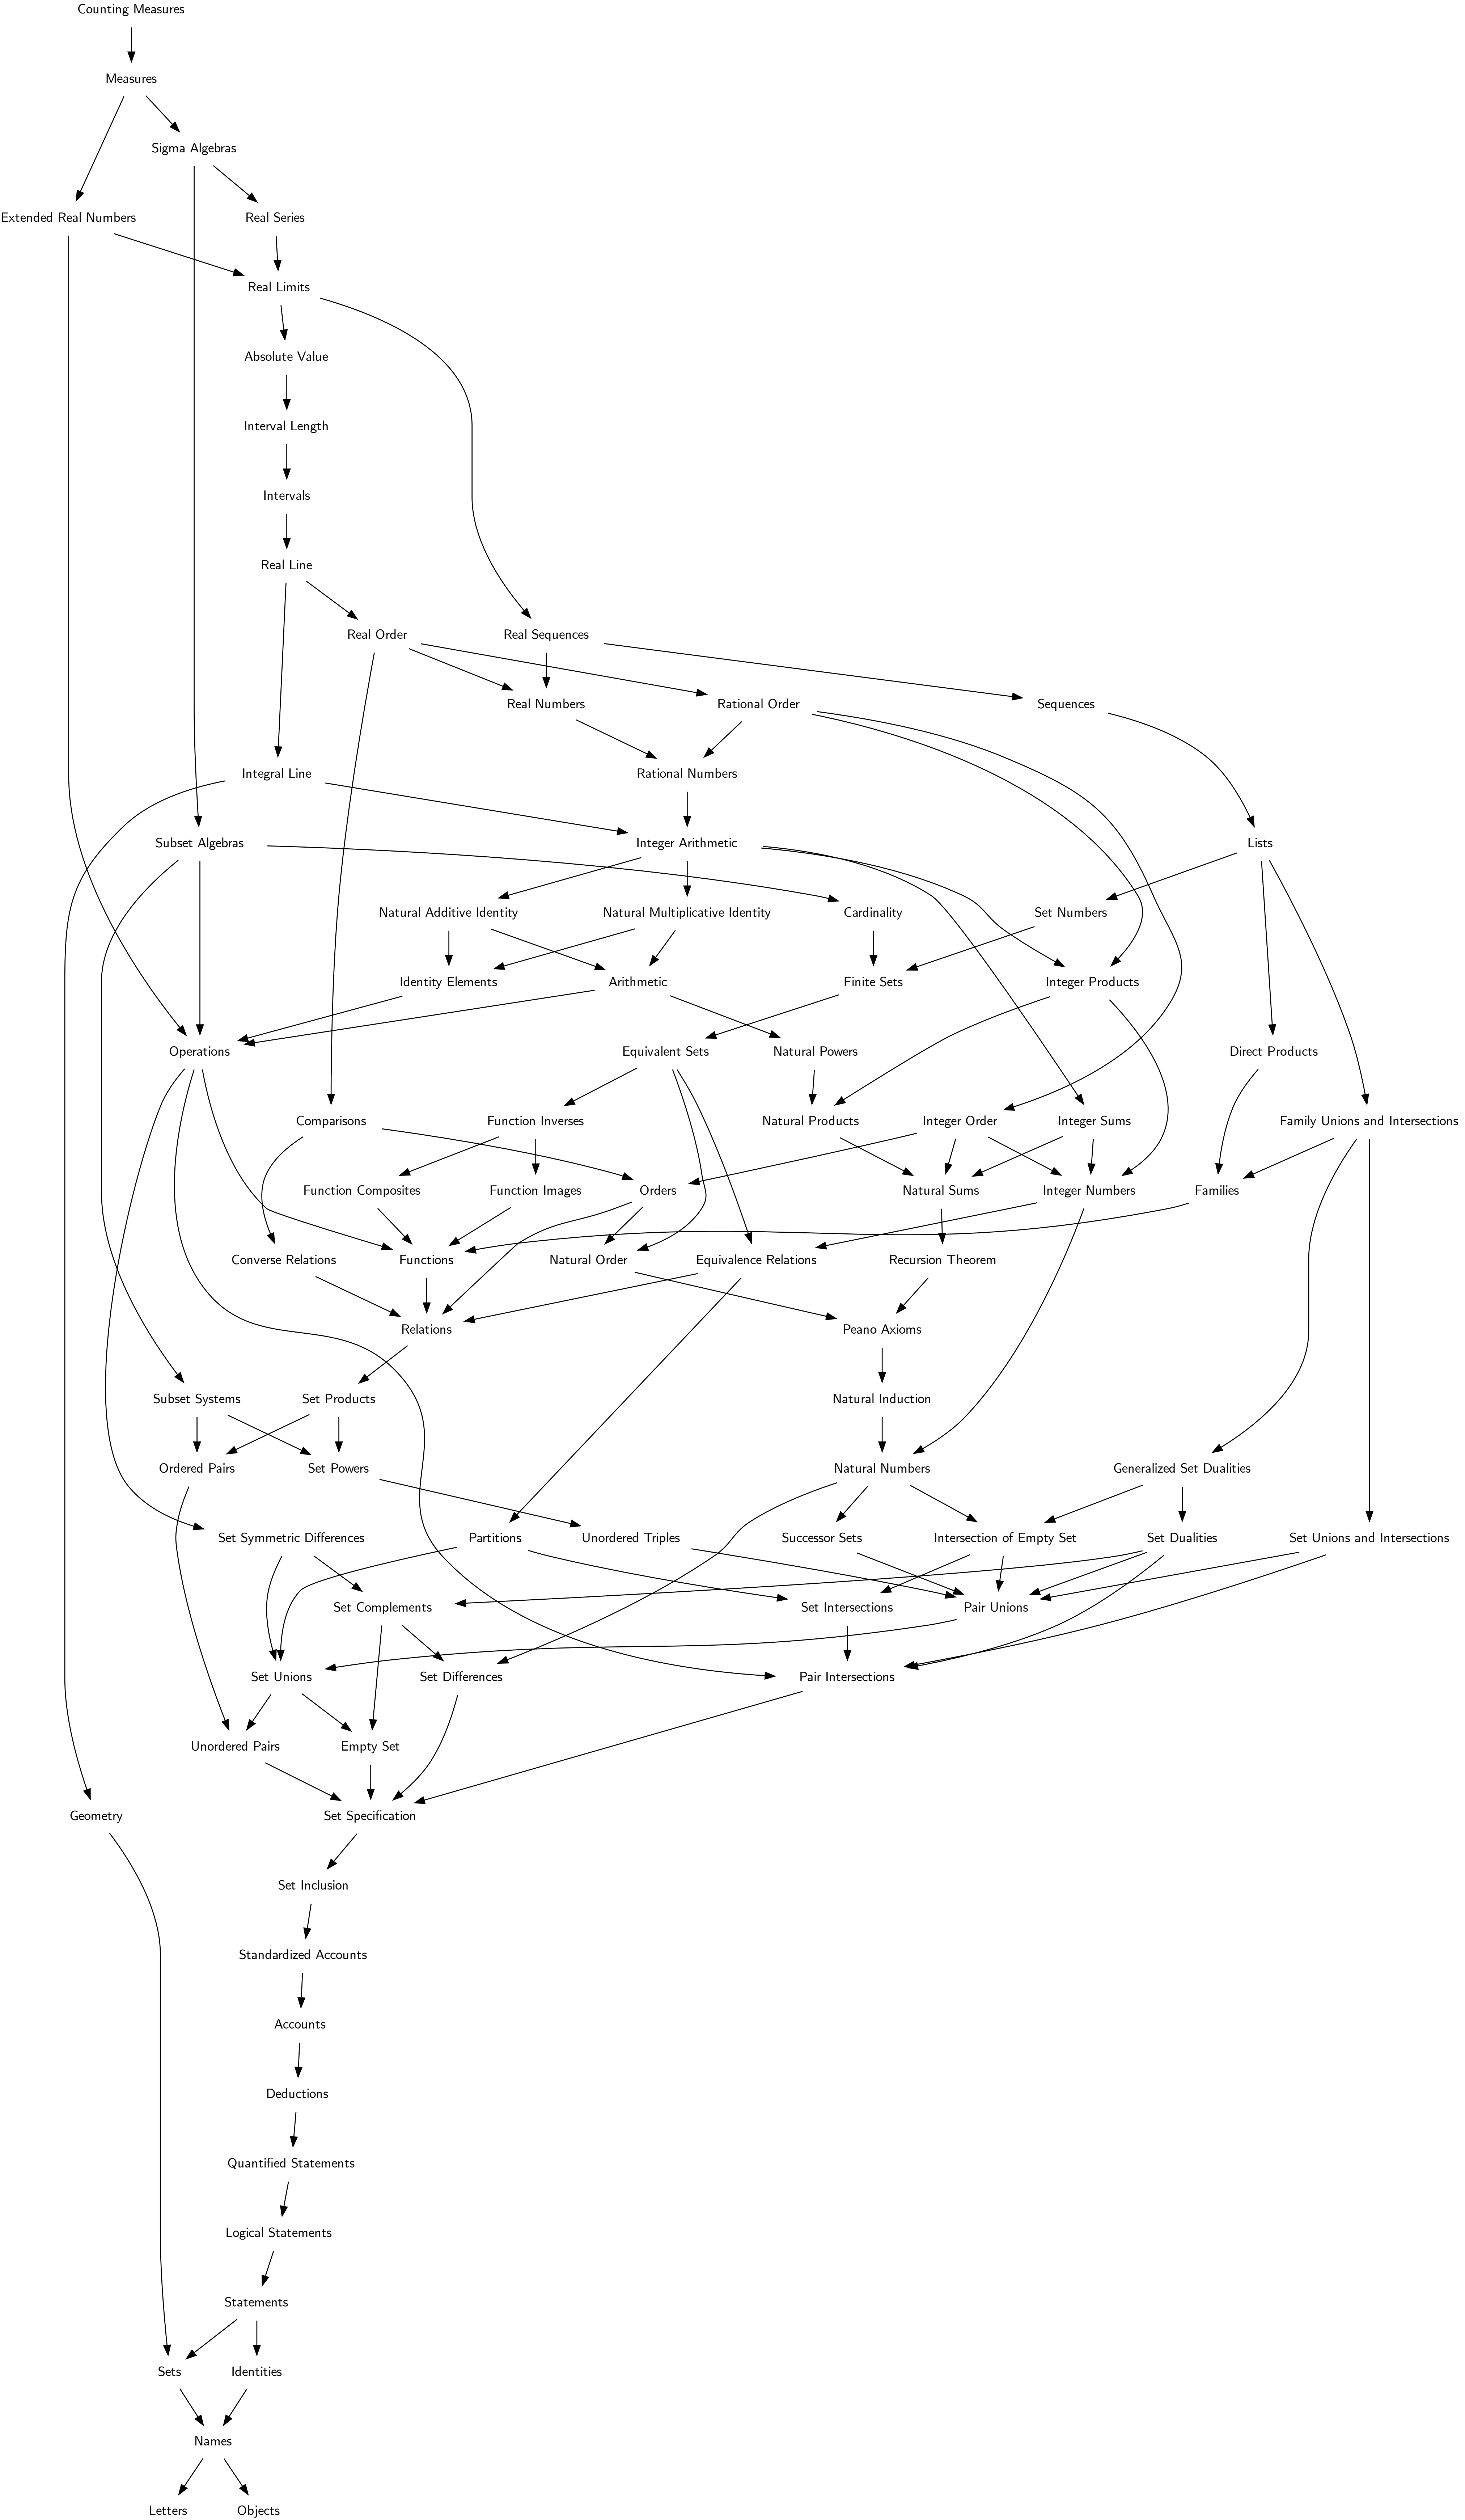 Counting Measures
Measures
Sigma Algebras
Extended Real Numbers
Real Series
Real Limits
Absolute Value
Interval Length
Intervals
Real Line
Real Order
Real Sequences
Real Numbers
Rational Order
Sequences
Integral Line
Rational Numbers
Subset Algebras
Integer Arithmetic
Lists
Natural Additive Identity
Natural Multiplicative Identity
Cardinality
Set Numbers
Identity Elements
Arithmetic
Finite Sets
Integer Products
Operations
Equivalent Sets
Natural Powers
Direct Products
Comparisons
Function Inverses
Natural Products
Integer Order
Integer Sums
Family Unions and Intersections
Function Composites
Function Images
Orders
Natural Sums
Integer Numbers
Families
Converse Relations
Functions
Natural Order
Equivalence Relations
Recursion Theorem
Relations
Peano Axioms
Subset Systems
Set Products
Natural Induction
Ordered Pairs
Set Powers
Natural Numbers
Generalized Set Dualities
Set Symmetric Differences
Partitions
Unordered Triples
Successor Sets
Intersection of Empty Set
Set Dualities
Set Unions and Intersections
Set Complements
Set Intersections
Pair Unions
Set Unions
Set Differences
Pair Intersections
Unordered Pairs
Empty Set
Geometry
Set Specification
Set Inclusion
Standardized Accounts
Accounts
Deductions
Quantified Statements
Logical Statements
Statements
Sets
Identities
Names
Letters
Objects